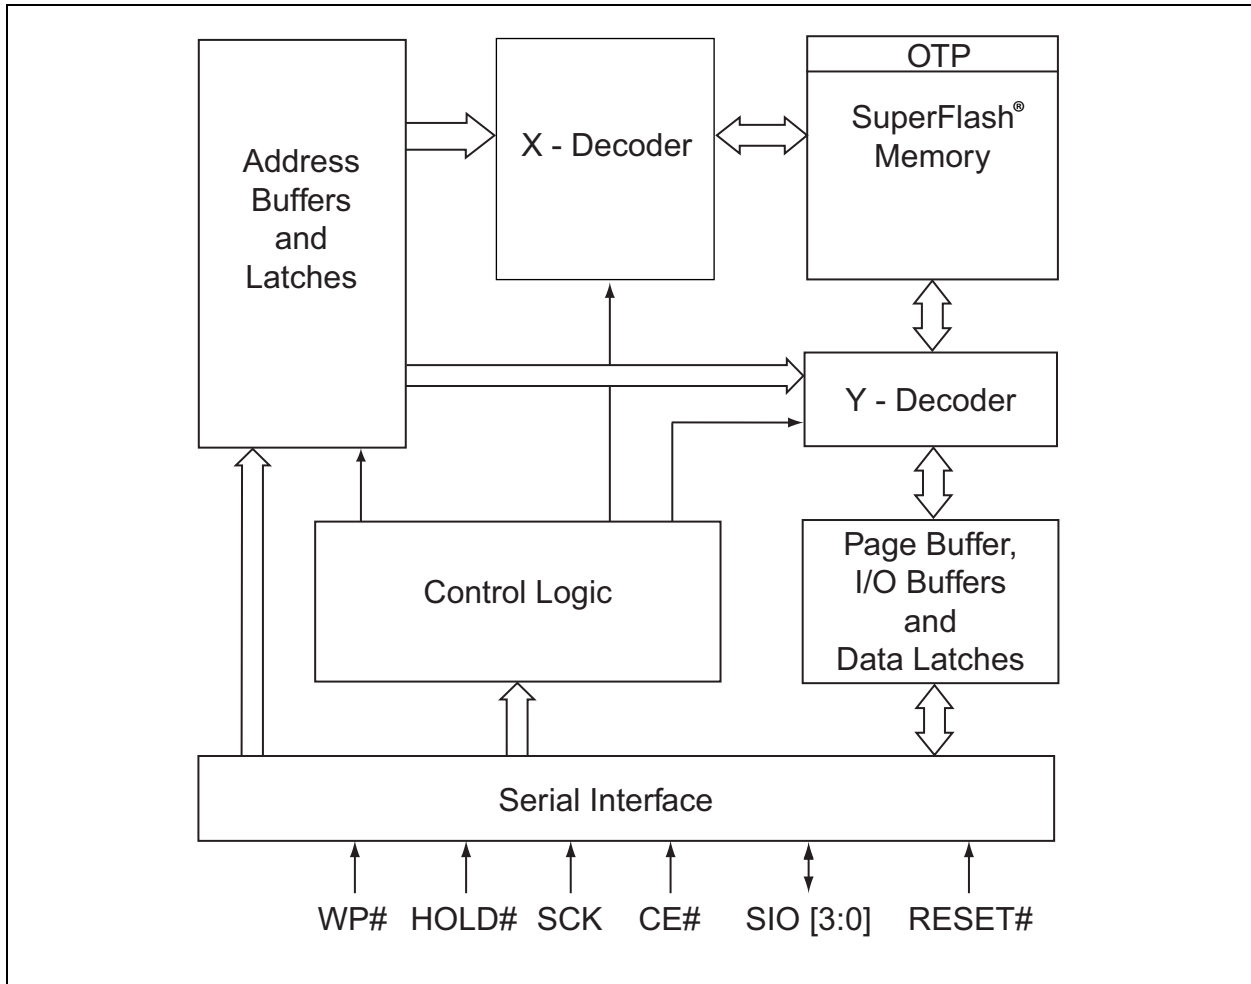 OTP
SuperFlash®
Memory
X - Decoder
Address
Buffers
and
Latches
Y - Decoder
Page Buffer,
I/O Buffers
and
Data Latches
Control Logic
Serial Interface
WP# HOLD# SCK CE# SIO [3:0] RESET#